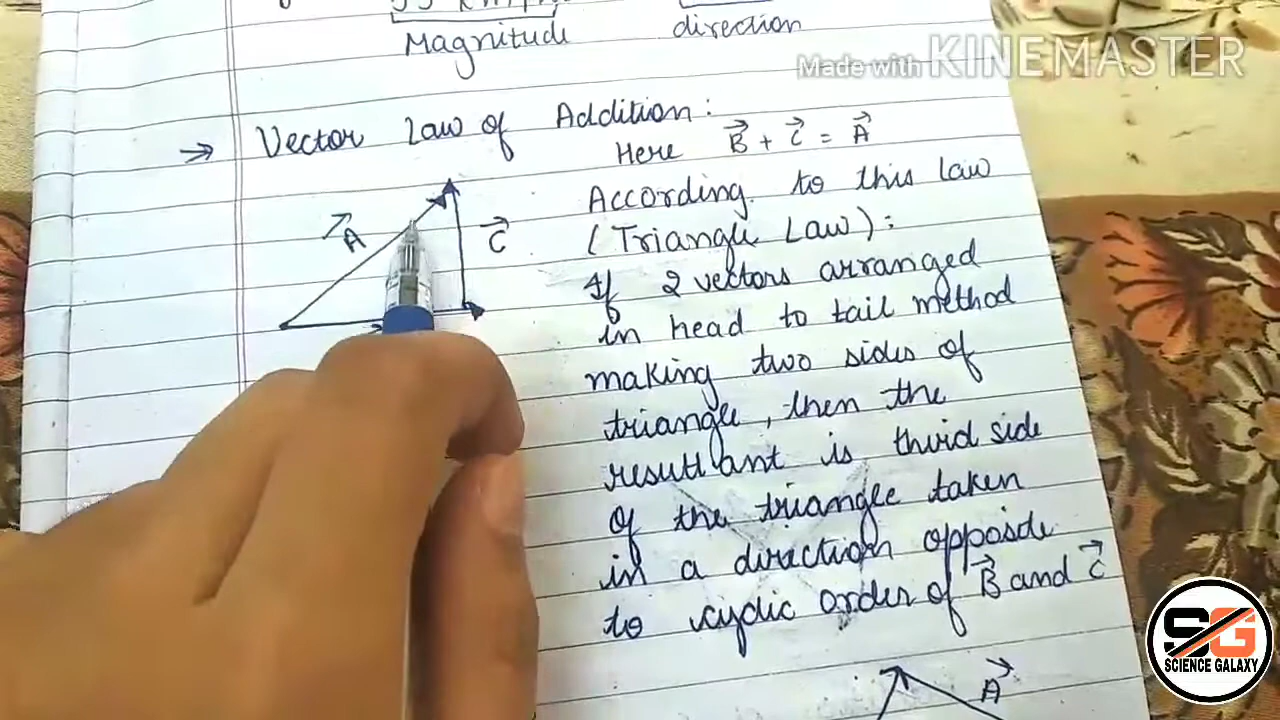 Magnitude direction
Made with KINEMASTER
→ Vector Law of Addition:
Here B⃗ + C⃗ = A⃗
According to this law
(Triangle Law):
If 2 vectors arranged
in head to tail method
making two sides of
triangle, then the
resultant is third side
of the triangle taken
in a direction opposide
to cyclic order of B⃗ and C⃗
A⃗
C⃗
A⃗
SG
SCIENCE GALAXY